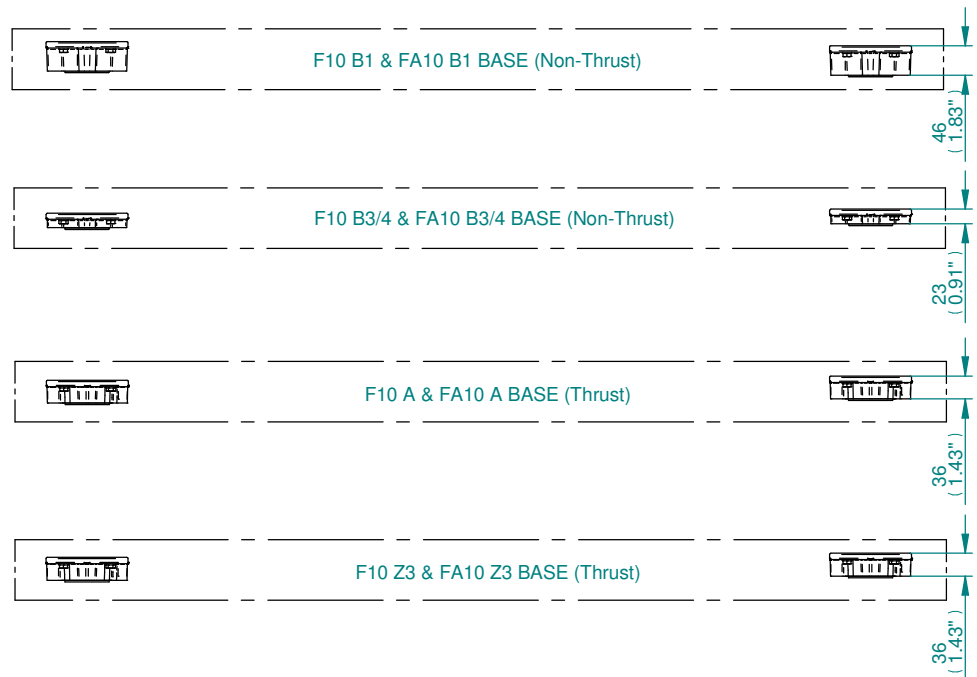 F10 B1 & FA10 B1 BASE (Non-Thrust)
46
( 1.83" )
F10 B3/4 & FA10 B3/4 BASE (Non-Thrust)
23
( 0.91" )
F10 A & FA10 A BASE (Thrust)
36
( 1.43" )
F10 Z3 & FA10 Z3 BASE (Thrust)
36
( 1.43" )